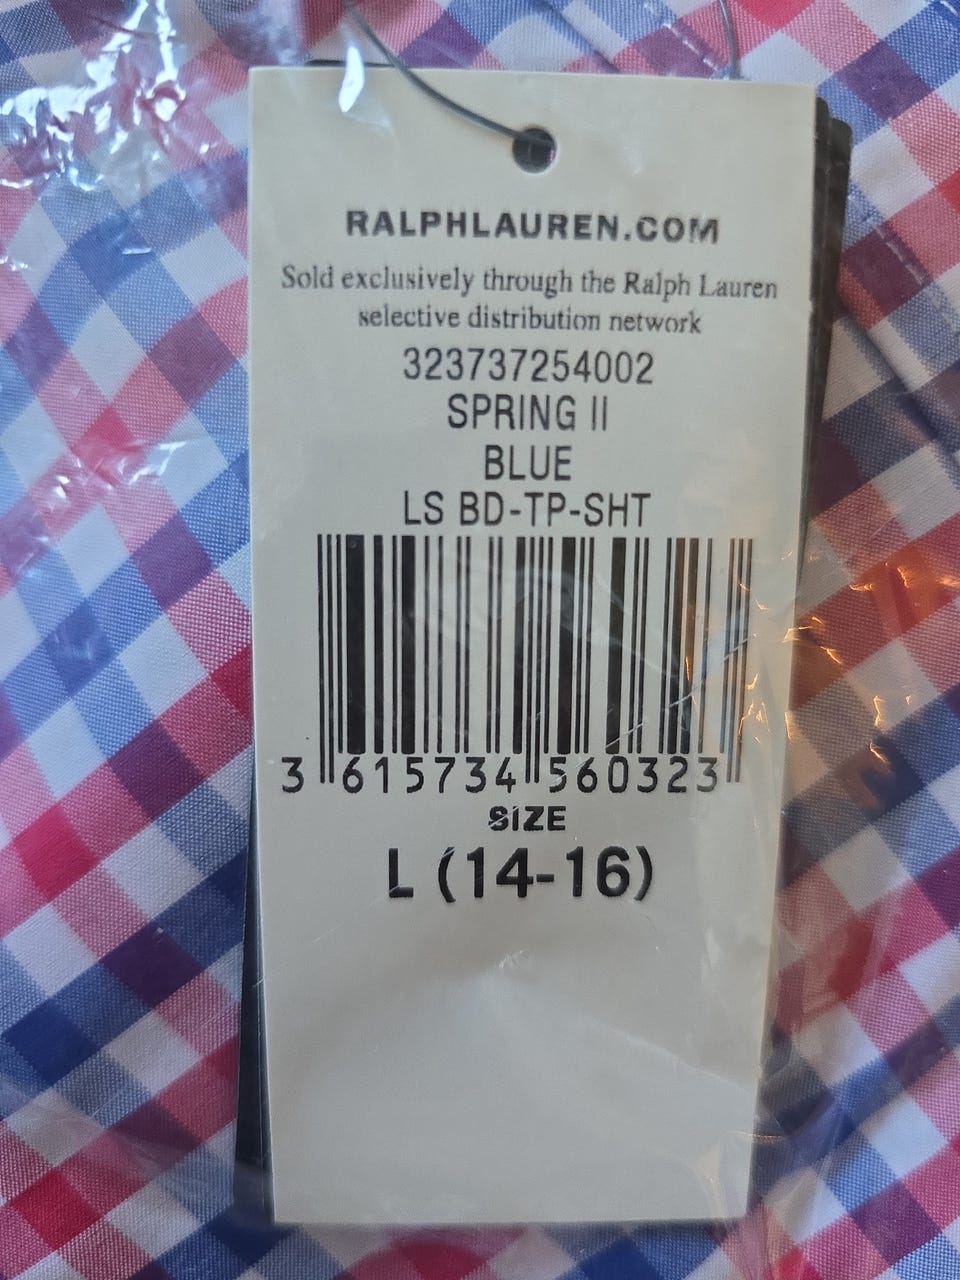 RALPHLAUREN.COM
Sold exclusively through the Ralph Lauren
selective distribution network
323737254002
SPRING II
BLUE
LS BD-TP-SHT
3 615734 560323
SIZE
L (14-16)